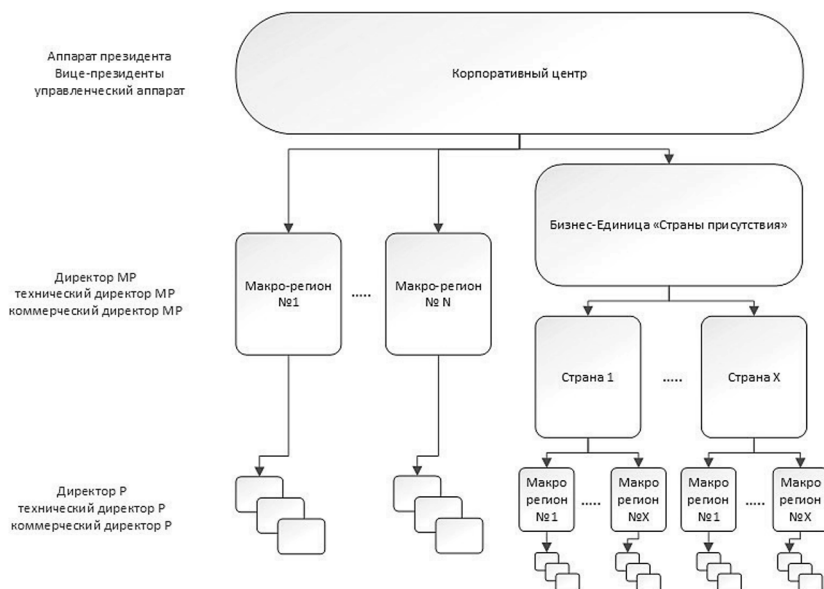 Аппарат президента
Вице-президенты
управленческий аппарат
Корпоративный центр
Бизнес-Единица «Страны присутствия»
Директор МР
технический директор МР
коммерческий директор МР
Макро-регион
№1
.....
Макро-регион
№ N
Страна 1
.....
Страна X
Директор Р
технический директор Р
коммерческий директор Р
Макро
регион
№1
.....
Макро
регион
№X
Макро
регион
№1
.....
Макро
регион
№X